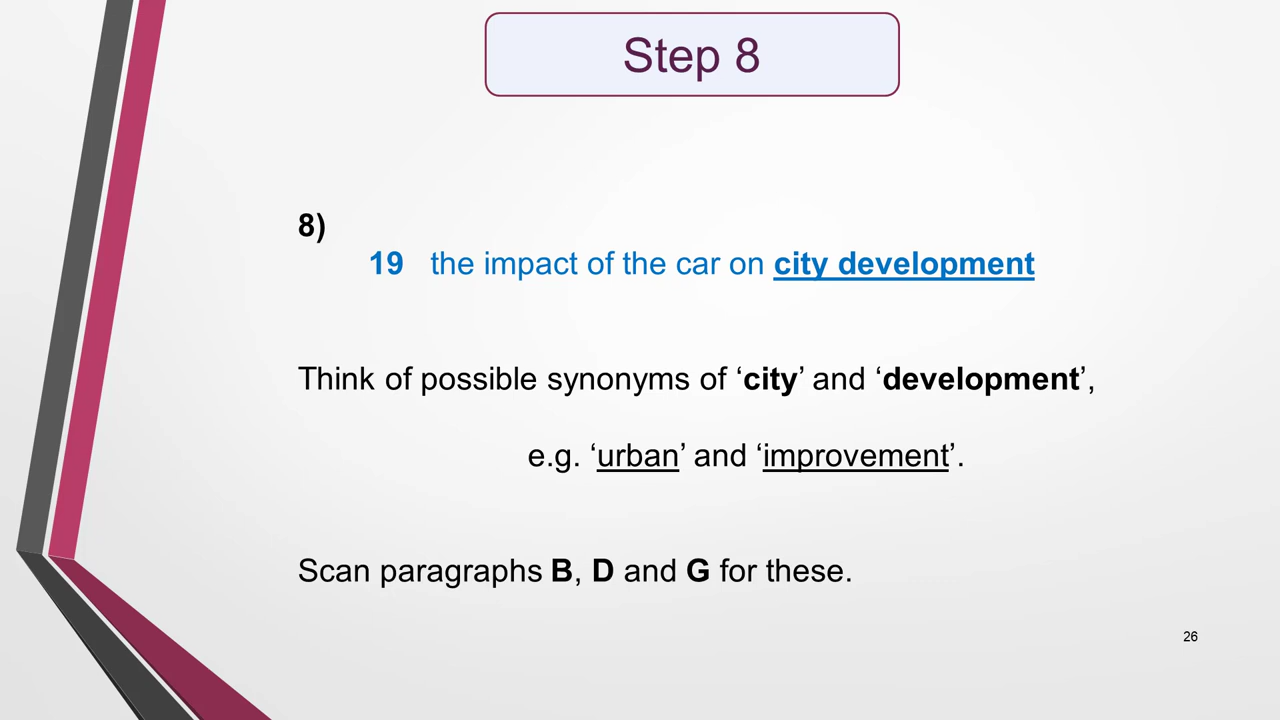 Step 8
8)
19 the impact of the car on city development
Think of possible synonyms of ‘city’ and ‘development’,
e.g. ‘urban’ and ‘improvement’.
Scan paragraphs B, D and G for these.
26